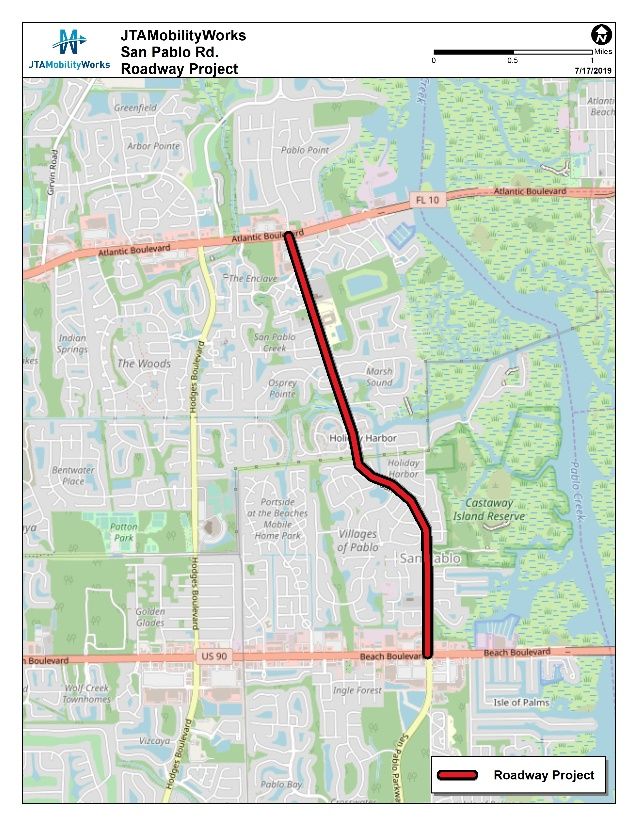 JTAMobilityWorks
San Pablo Rd.
Roadway Project
JTAMobilityWorks
Miles
0 0.5 1
7/17/2019
Greenfield
Creek
Atlantic
Beach
Girvin Road
Arbor Pointe
Pablo Point
Atlantic Boulevard
FL 10
Atlantic Boulevard
Atlantic Boulevard
The Enclave
Indian
Springs
The Woods
Hodges Boulevard
San Pablo
Creek
Osprey
Pointe
Marsh
Sound
Holiday Harbor
Holiday
Harbor
Bentwater
Place
Portside
at the Beaches
Mobile
Home Park
Castaway
Island Reserve
Pablo Creek
Patton
Park
Villages
of Pablo
San Pablo
Hodges Boulevard
Golden
Glades
h Boulevard
US 90
Beach Boulevard
Beach Boulevard
Wolf Creek
Townhomes
Ingle Forest
Isle of Palms
Vizcaya
Hodges Boulevard
San Pablo Parkway
Pablo Bay
Crosswater
Roadway Project